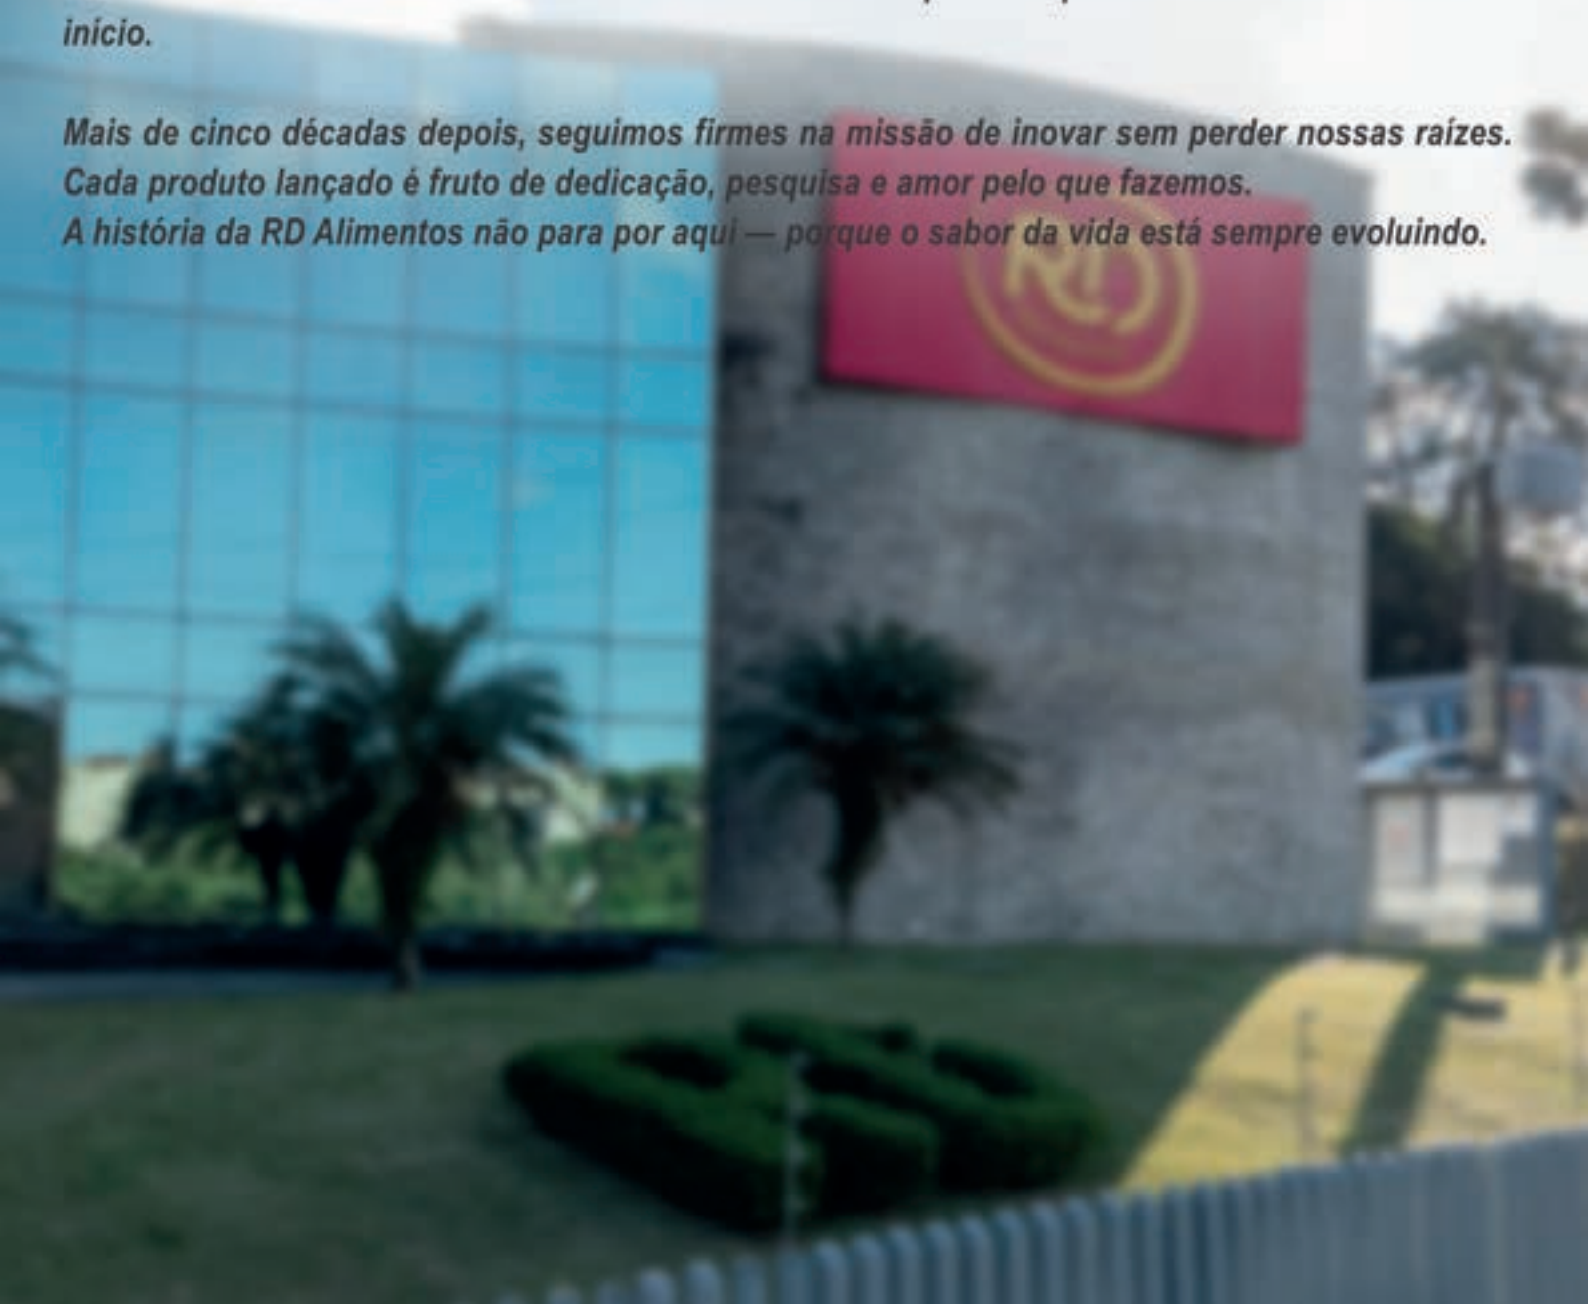 início.
Mais de cinco décadas depois, seguimos firmes na missão de inovar sem perder nossas raízes.
Cada produto lançado é fruto de dedicação, pesquisa e amor pelo que fazemos.
A história da RD Alimentos não para por aqui — porque o sabor da vida está sempre evoluindo.
RD
RD